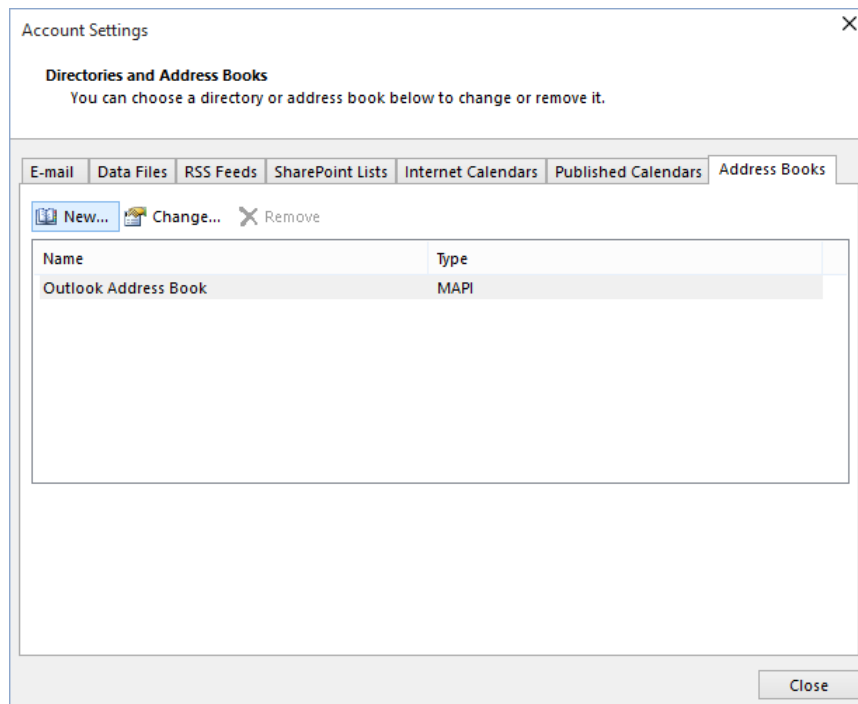 Account Settings
Directories and Address Books
You can choose a directory or address book below to change or remove it.
E-mail Data Files RSS Feeds SharePoint Lists Internet Calendars Published Calendars Address Books
New... Change... Remove
Name Type
Outlook Address Book MAPI
Close